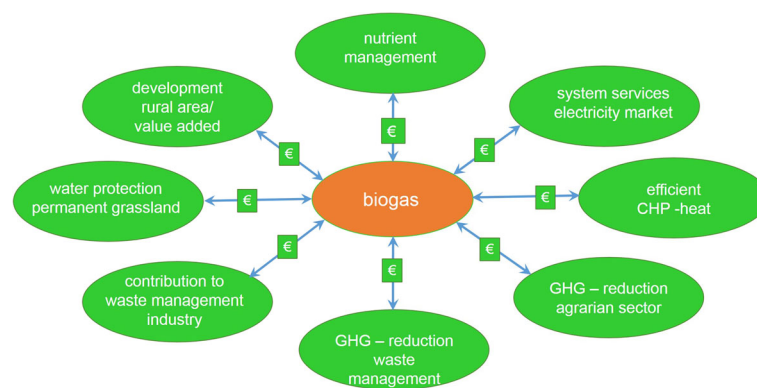 nutrient
management
development
rural area/
value added
system services
electricity market
€
€
€
water protection
permanent grassland
€
biogas
€
efficient
CHP -heat
€
€
€
contribution to
waste management
industry
GHG – reduction
agrarian sector
GHG – reduction
waste
management